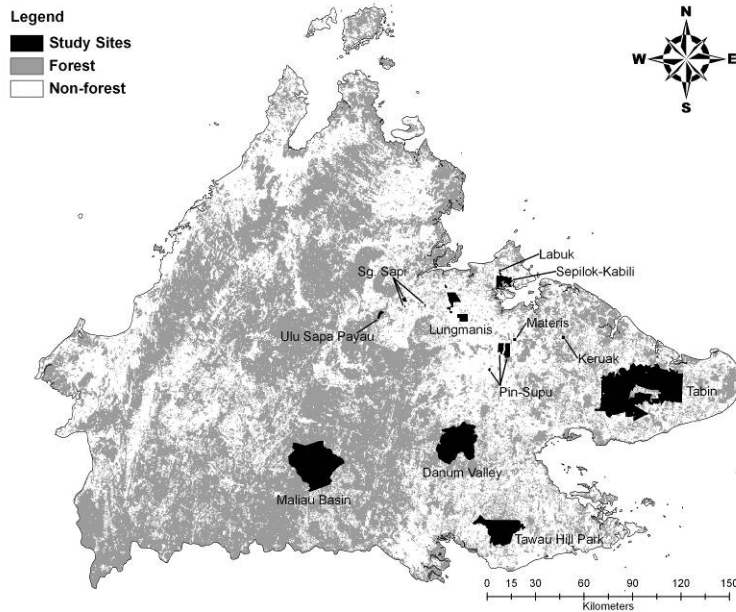 Legend
Study Sites
Forest
Non-forest
N
W E
S
Labuk
Sepilok-Kabili
Sg. Sapi
Lungmanis
Materis
Ulu Sapa Payau
Keruak
Pin-Supu
Tabin
Danum Valley
Maliau Basin
Tawau Hill Park
0 15 30 60 90 120 150
Kilometers